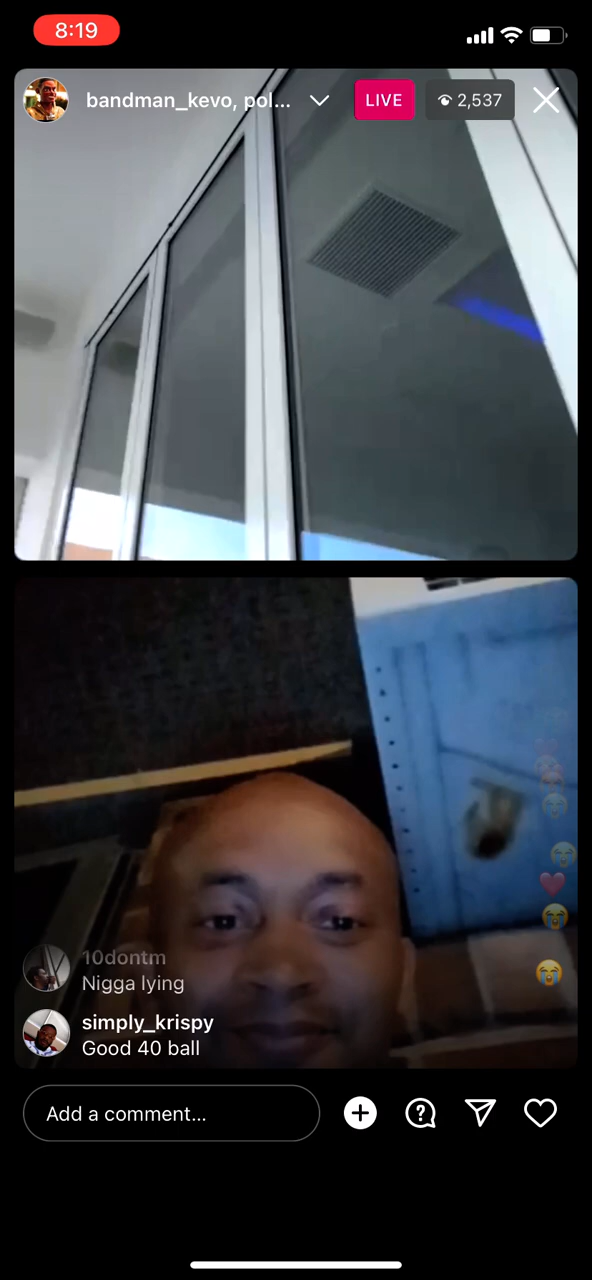 8:19
bandman_kevo, pol...
LIVE
2,537
10dontm
Nigga lying
simply_krispy
Good 40 ball
Add a comment...